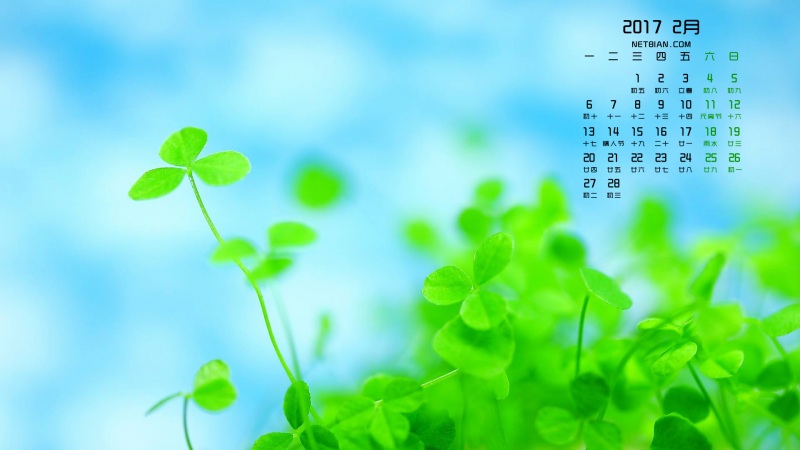 2017 2月
NETBIAN.COM
一 二 三 四 五 六 日
1 2 3 4 5
初五 初六 立春 初八 初九
6 7 8 9 10 11 12
初十 十一 十二 十三 十四 元宵节 十六
13 14 15 16 17 18 19
十七 情人节 十九 二十 廿一 雨水 廿三
20 21 22 23 24 25 26
廿四 廿五 廿六 廿七 廿八 廿九 初一
27 28
初二 初三